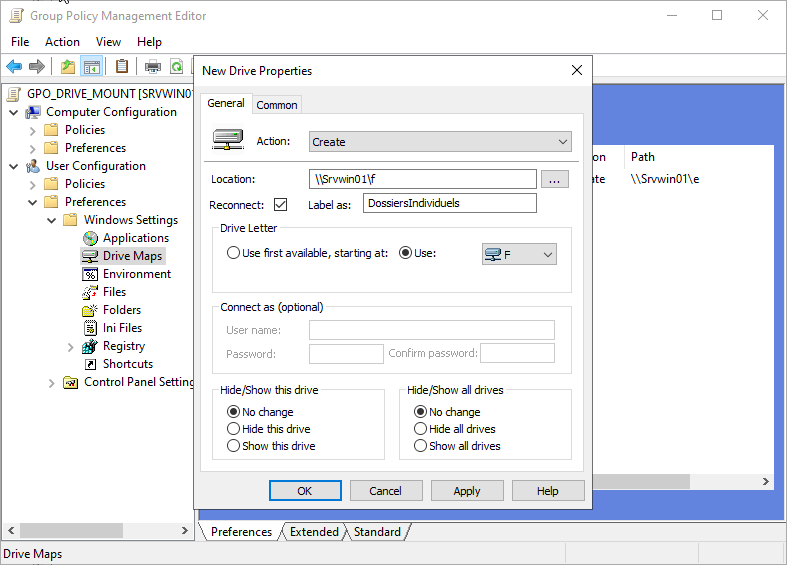 Group Policy Management Editor
File Action View Help
GPO_DRIVE_MOUNT [SRVWIN01
Computer Configuration
Policies
Preferences
User Configuration
Policies
Preferences
Windows Settings
Applications
Drive Maps
Environment
Files
Folders
Ini Files
Registry
Shortcuts
Control Panel Setting
New Drive Properties
General Common
Action: Create
Location: \\Srvwin01\f ...
Reconnect: Label as: DossiersIndividuels
Drive Letter
Use first available, starting at: Use: F
Connect as (optional)
User name:
Password: Confirm password:
Hide/Show this drive
No change
Hide this drive
Show this drive
Hide/Show all drives
No change
Hide all drives
Show all drives
OK Cancel Apply Help
on Path
ate \\Srvwin01\e
Preferences Extended Standard
Drive Maps